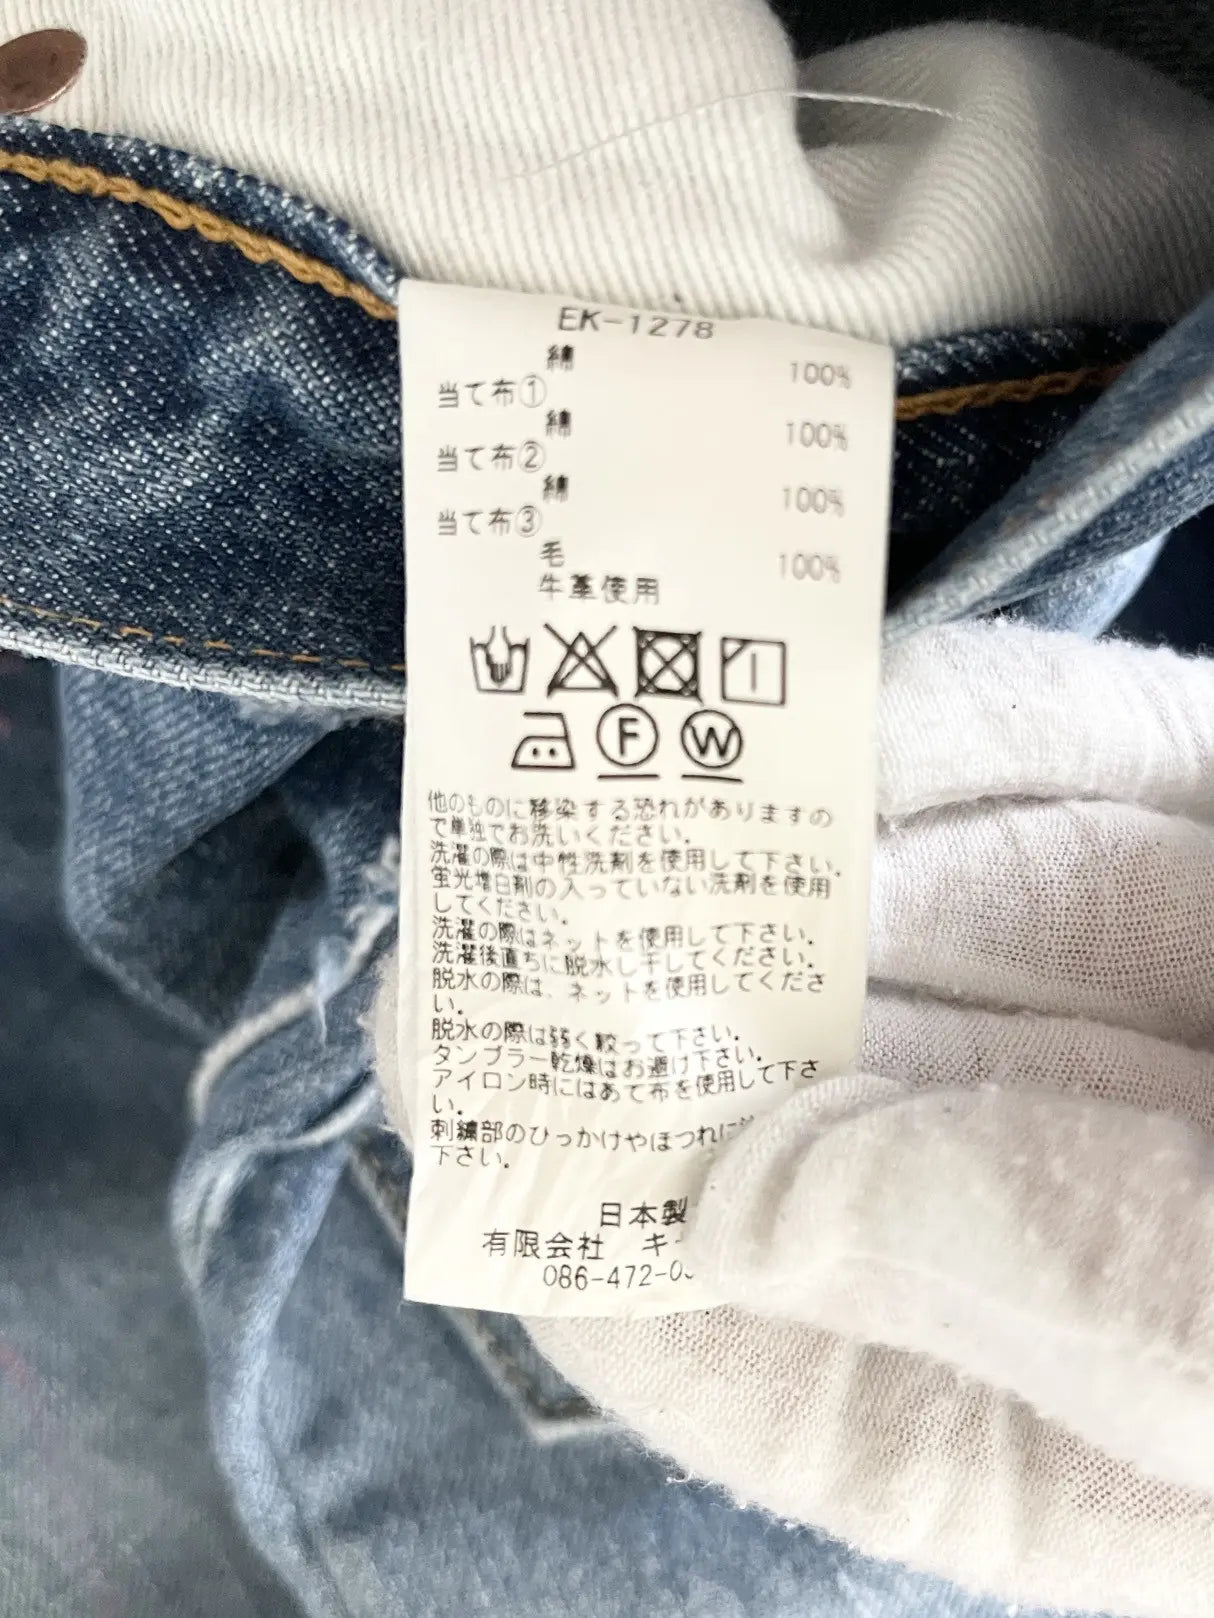 EK-1278
綿 100%
当て布①
綿 100%
当て布②
綿 100%
当て布③
毛 100%
牛革使用
F W
他のものに移染する恐れがありますの
で単独でお洗いください。
洗濯の際は中性洗剤を使用して下さい。
蛍光増白剤の入っていない洗剤を使用
してください。
洗濯の際はネットを使用して下さい。
洗濯後直ちに脱水し干してください。
脱水の際は、ネットを使用してくださ
い。
脱水の際は弱く絞って下さい。
タンブラー乾燥はお避け下さい。
アイロン時にはあて布を使用して下さ
い。
刺繍部のひっかけやほつれに
下さい。
日本製
有限会社 キ
086-472-0